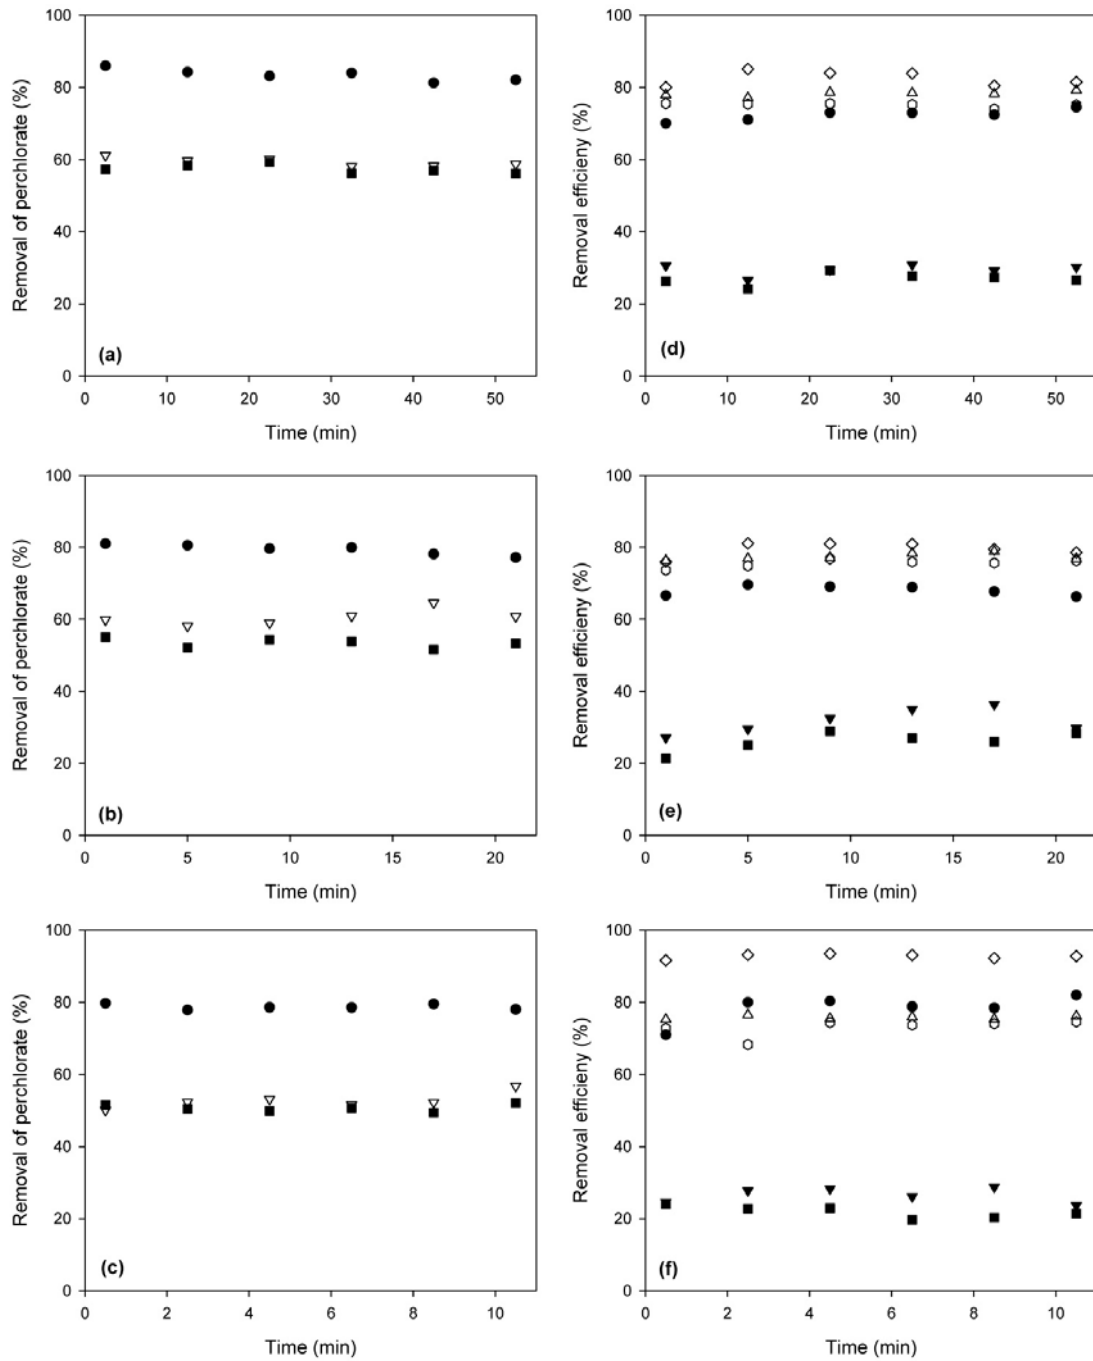 100
80
60
40
20
0
Removal of perchlorate (%)
(a)
0 10 20 30 40 50
Time (min)
100
80
60
40
20
0
Removal efficieny (%)
(d)
0 10 20 30 40 50
Time (min)
100
80
60
40
20
0
Removal of perchlorate (%)
(b)
0 5 10 15 20
Time (min)
100
80
60
40
20
0
Removal efficieny (%)
(e)
0 5 10 15 20
Time (min)
100
80
60
40
20
0
Removal of perchlorate (%)
(c)
0 2 4 6 8 10
Time (min)
100
80
60
40
20
0
Removal efficieny (%)
(f)
0 2 4 6 8 10
Time (min)